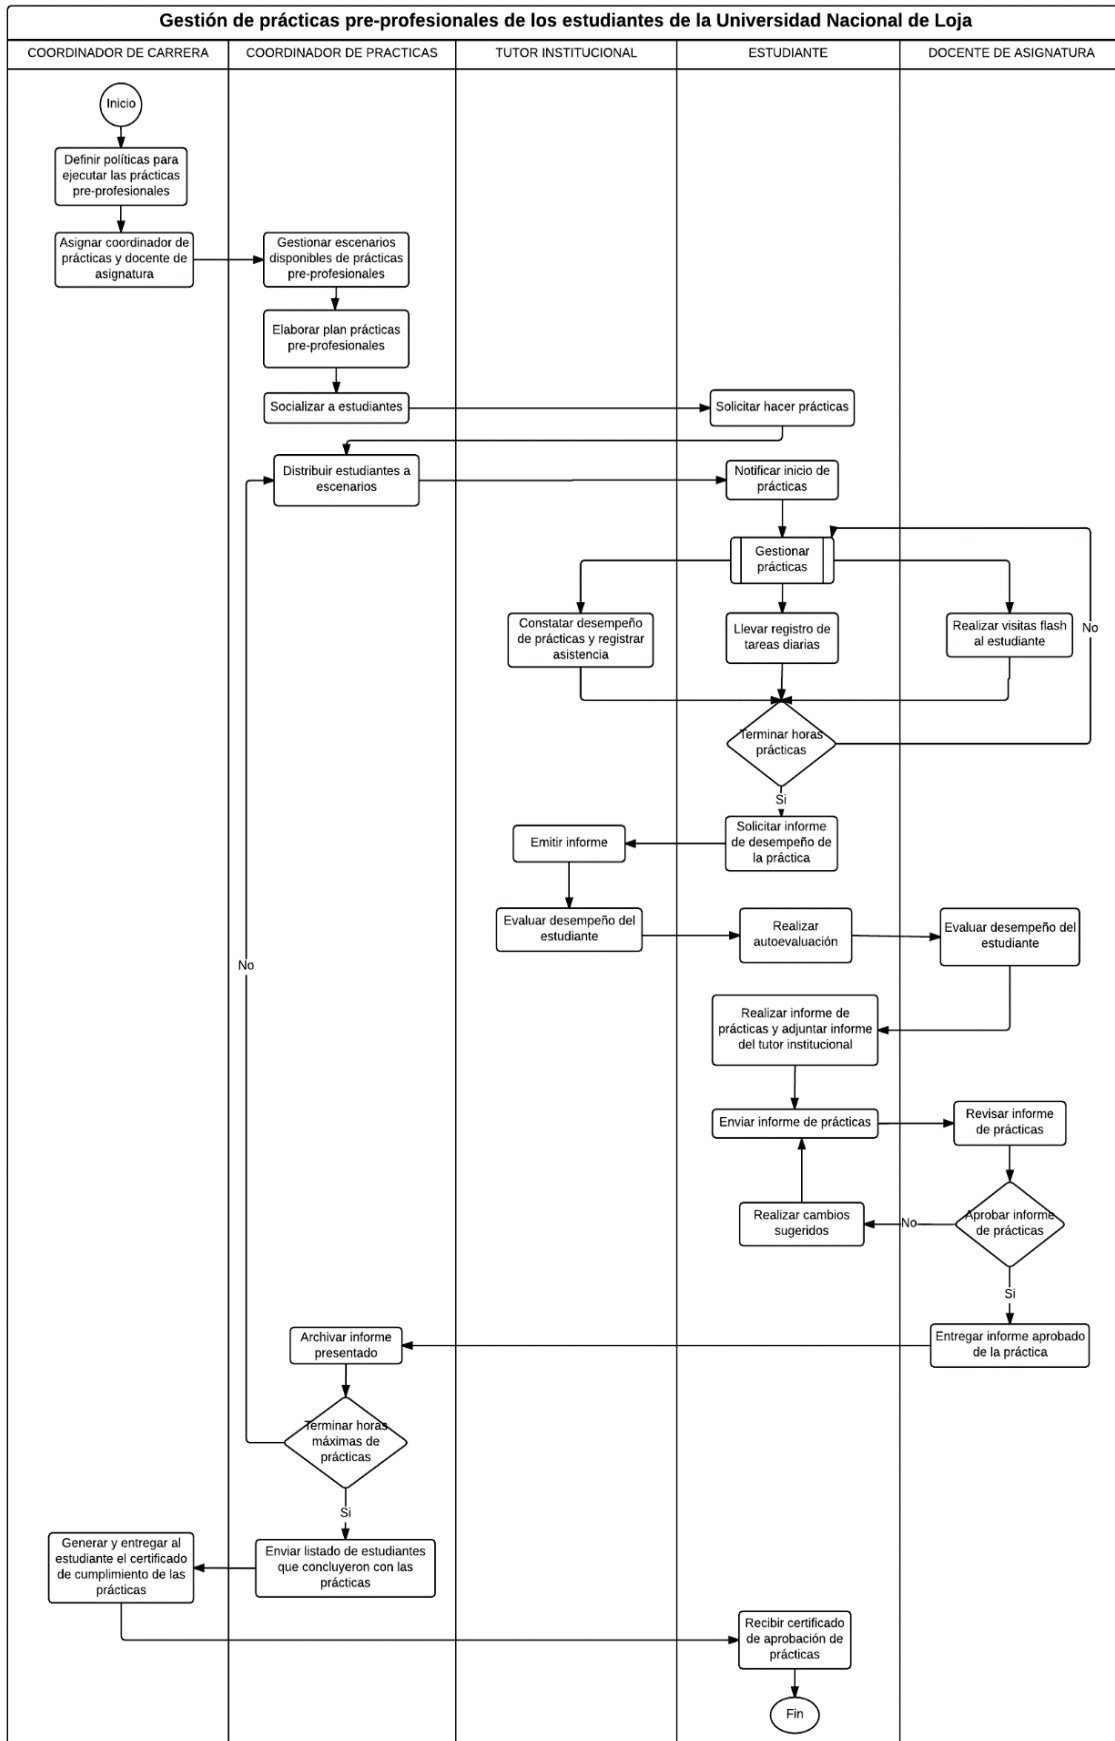 Gestión de prácticas pre-profesionales de los estudiantes de la Universidad Nacional de Loja
COORDINADOR DE CARRERA
COORDINADOR DE PRACTICAS
TUTOR INSTITUCIONAL
ESTUDIANTE
DOCENTE DE ASIGNATURA
Inicio
Definir políticas para
ejecutar las prácticas
pre-profesionales
Asignar coordinador de
prácticas y docente de
asignatura
Gestionar escenarios
disponibles de prácticas
pre-profesionales
Elaborar plan prácticas
pre-profesionales
Socializar a estudiantes
Solicitar hacer prácticas
Distribuir estudiantes a
escenarios
Notificar inicio de
prácticas
Gestionar
prácticas
Constatar desempeño
de prácticas y registrar
asistencia
Llevar registro de
tareas diarias
Realizar visitas flash
al estudiante
No
Terminar horas
prácticas
Si
Solicitar informe
de desempeño de
la práctica
Emitir informe
Evaluar desempeño del
estudiante
Realizar
autoevaluación
Evaluar desempeño del
estudiante
No
Realizar informe de
prácticas y adjuntar informe
del tutor institucional
Enviar informe de prácticas
Revisar informe
de prácticas
Aprobar informe
de prácticas
No
Realizar cambios
sugeridos
Si
Entregar informe aprobado
de la práctica
Archivar informe
presentado
Terminar horas
máximas de
prácticas
Si
Enviar listado de estudiantes
que concluyeron con las
prácticas
Generar y entregar al
estudiante el certificado
de cumplimiento de las
prácticas
Recibir certificado
de aprobación de
prácticas
Fin